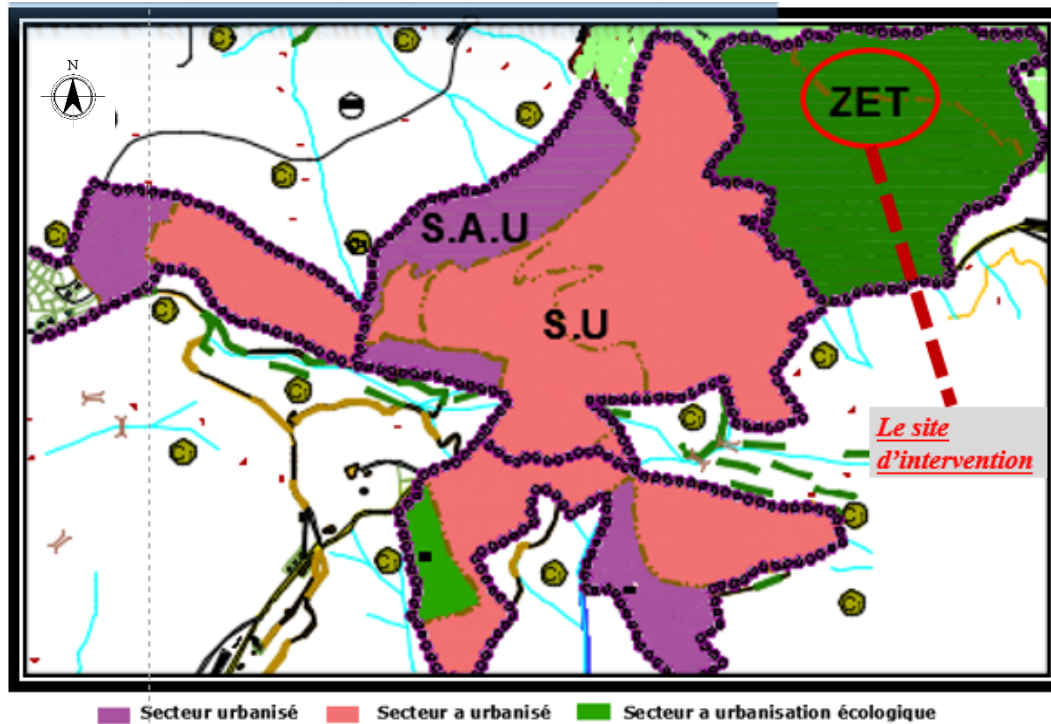 N
ZET
S.A.U
S.U
Le site
d'intervention
Secteur urbanisé
Secteur a urbanisé
Secteur a urbanisation écologique